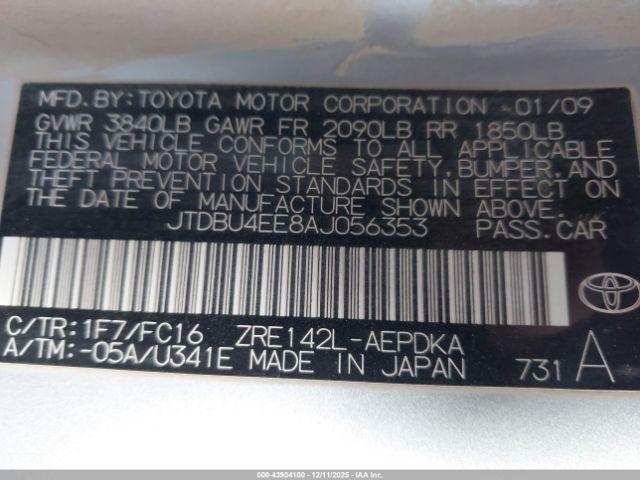 MFD.BY:TOYOTA MOTOR CORPORATION 01/09
GVWR 3840LB GAWR FR 2090LB RR 1850LB
THIS VEHICLE CONFORMS TO ALL APPLICABLE
FEDERAL MOTOR VEHICLE SAFETY,BUMPER,AND
THEFT PREVENTION STANDARDS IN EFFECT ON
THE DATE OF MANUFACTURE SHOWN ABOVE.
JTDBU4EE8AJ056353 PASS.CAR
C/TR:1F7/FC16 ZRE142L-AEPDKA
A/TM:-05A/U341E MADE IN JAPAN 731 A
000-43904100 - 12/11/2025 - IAAI.COM